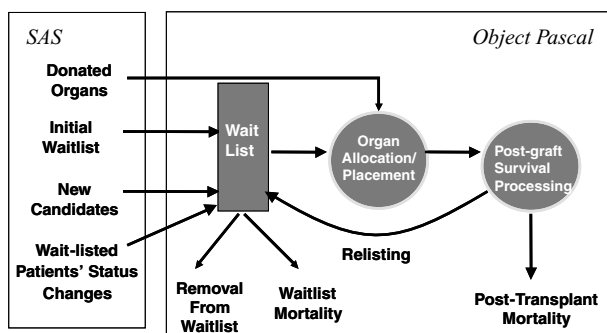 SAS
Object Pascal
Donated
Organs
Initial
Waitlist
New
Candidates
Wait-listed
Patients' Status
Changes
Wait
List
Organ
Allocation/
Placement
Post-graft
Survival
Processing
Relisting
Removal
From
Waitlist
Waitlist
Mortality
Post-Transplant
Mortality